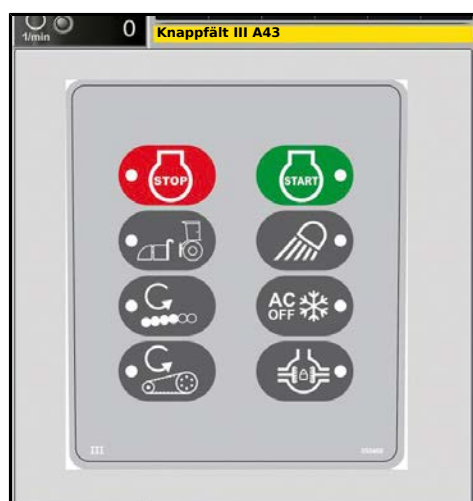 0
1/min
Knappfält III A43
STOP
START
AC
OFF
III